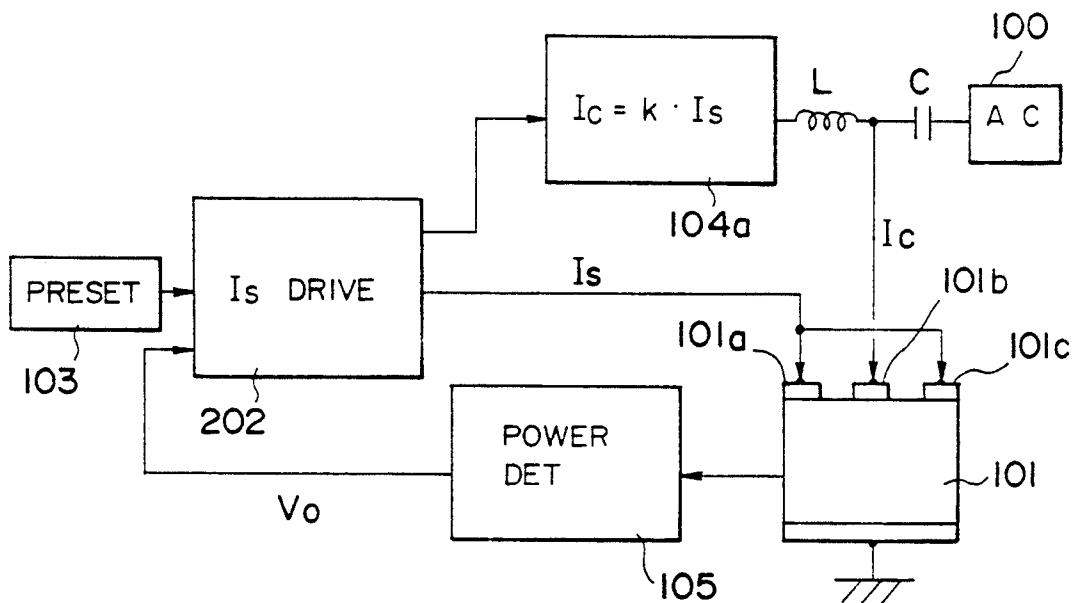 100
L
C
A C
Ic = k · Is
104a
Ic
PRESET
Is DRIVE
Is
101b
101a
101c
103
202
POWER
DET
101
Vo
105